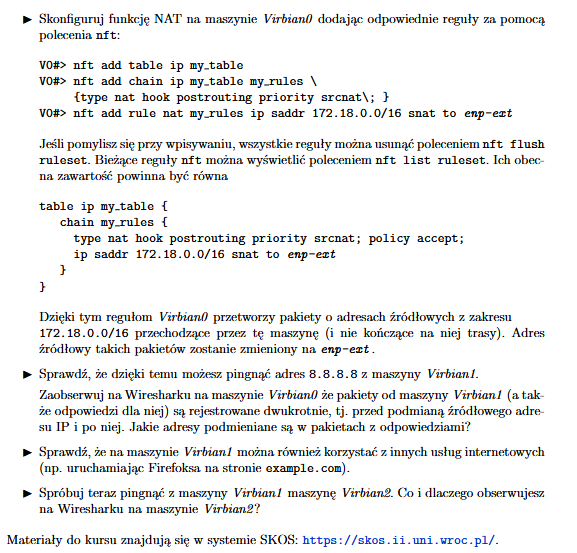 ► Skonfiguruj funkcję NAT na maszynie Virbian0 dodając odpowiednie reguły za pomocą
polecenia nft:
V0#> nft add table ip my_table
V0#> nft add chain ip my_table my_rules \
{type nat hook postrouting priority srcnat\; }
V0#> nft add rule nat my_rules ip saddr 172.18.0.0/16 snat to enp-ext
Jeśli pomylisz się przy wpisywaniu, wszystkie reguły można usunąć poleceniem nft flush
ruleset. Bieżące reguły nft można wyświetlić poleceniem nft list ruleset. Ich obec-
na zawartość powinna być równa
table ip my_table {
chain my_rules {
type nat hook postrouting priority srcnat; policy accept;
ip saddr 172.18.0.0/16 snat to enp-ext
}
}
Dzięki tym regułom Virbian0 przetworzy pakiety o adresach źródłowych z zakresu
172.18.0.0/16 przechodzące przez tę maszynę (i nie kończące na niej trasy). Adres
źródłowy takich pakietów zostanie zmieniony na enp-ext .
► Sprawdź, że dzięki temu możesz pingnąć adres 8.8.8.8 z maszyny Virbian1.
Zaobserwuj na Wiresharku na maszynie Virbian0 że pakiety od maszyny Virbian1 (a tak-
że odpowiedzi dla niej) są rejestrowane dwukrotnie, tj. przed podmianą źródłowego adre-
su IP i po niej. Jakie adresy podmieniane są w pakietach z odpowiedziami?
► Sprawdź, że na maszynie Virbian1 można również korzystać z innych usług internetowych
(np. uruchamiając Firefoksa na stronie example.com).
► Spróbuj teraz pingnąć z maszyny Virbian1 maszynę Virbian2. Co i dlaczego obserwujesz
na Wiresharku na maszynie Virbian2?
Materiały do kursu znajdują się w systemie SKOS: https://skos.ii.uni.wroc.pl/.